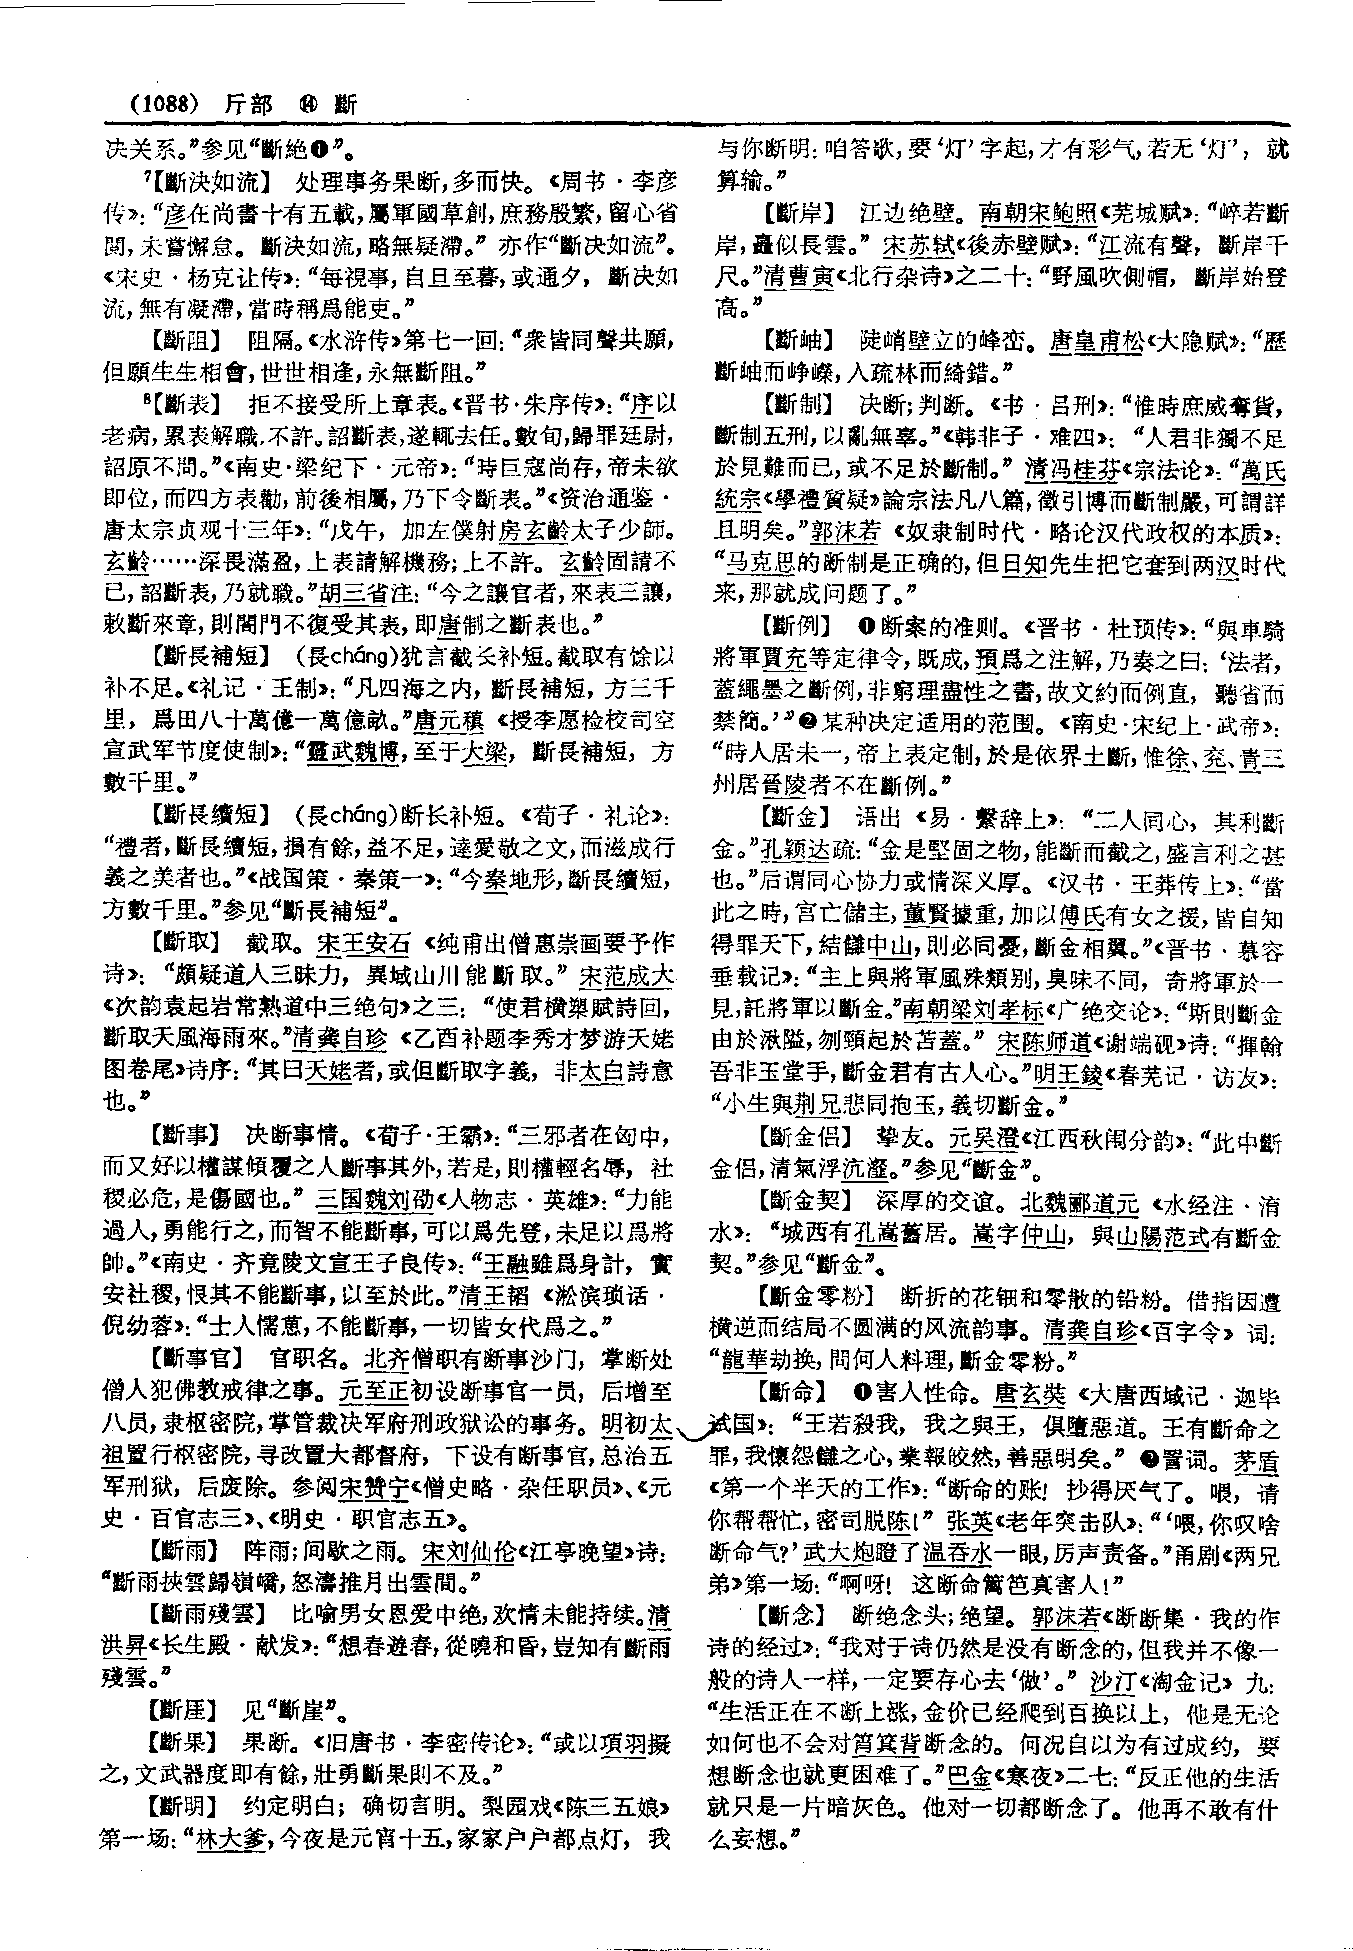 (1088) 斤部 ⑭ 斷
决关系。”参见“斷絶❶”。
⁷【斷決如流】 处理事务果断,多而快。《周书·李彦
传》:“彦在尚書十有五載,屬軍國草創,庶務殷繁,留心省
閲,未嘗懈怠。斷決如流,略無疑滯。”亦作“斷决如流”。
《宋史·杨克让传》:“每視事,自旦至暮,或通夕,斷决如
流,無有凝滯,當時稱爲能吏。”
【斷阻】 阻隔。《水浒传》第七一回:“衆皆同聲共願,
但願生生相會,世世相逢,永無斷阻。”
⁸【斷表】 拒不接受所上章表。《晋书·朱序传》:“序以
老病,累表解職,不許。詔斷表,遂輒去任。數旬,歸罪廷尉,
詔原不問。”《南史·梁纪下·元帝》:“時巨寇尚存,帝未欲
即位,而四方表勸,前後相屬,乃下令斷表。”《资治通鉴·
唐太宗贞观十三年》:“戊午,加左僕射房玄齡太子少師。
玄齡……深畏滿盈,上表請解機務;上不許。玄齡固請不
已,詔斷表,乃就職。”胡三省注:“今之讓官者,來表三讓,
敕斷來章,則閤門不復受其表,即唐制之斷表也。”
【斷長補短】 (長cháng)犹言截长补短。截取有馀以
补不足。《礼记·王制》:“凡四海之内,斷長補短,方三千
里,爲田八十萬億一萬億畝。”唐元稹《授李愿检校司空
宣武军节度使制》:“靈武魏博,至于大梁,斷長補短,方
數千里。”
【斷長續短】 (長cháng)断长补短。《荀子·礼论》:
“禮者,斷長續短,損有餘,益不足,達愛敬之文,而滋成行
義之美者也。”《战国策·秦策一》:“今秦地形,斷長續短,
方數千里。”参见“斷長補短”。
【斷取】 截取。宋王安石《纯甫出僧惠崇画要予作
诗》:“頗疑道人三昧力,異域山川能斷取。”宋范成大
《次韵袁起岩常熟道中三绝句》之三:“使君横槊賦詩回,
斷取天風海雨來。”清龚自珍《乙酉补题李秀才梦游天姥
图卷尾》诗序:“其曰天姥者,或但斷取字義,非太白詩意
也。”
【斷事】 决断事情。《荀子·王霸》:“三邪者在匈中,
而又好以權謀傾覆之人斷事其外,若是,則權輕名辱,社
稷必危,是傷國也。”三国魏刘劭《人物志·英雄》:“力能
過人,勇能行之,而智不能斷事,可以爲先登,未足以爲將
帥。”《南史·齐竟陵文宣王子良传》:“王融雖爲身計,實
安社稷,恨其不能斷事,以至於此。”清王韬《淞滨琐话·
倪幼蓉》:“士人懦葸,不能斷事,一切皆女代爲之。”
【斷事官】 官职名。北齐僧职有断事沙门,掌断处
僧人犯佛教戒律之事。元至正初设断事官一员,后增至
八员,隶枢密院,掌管裁决军府刑政狱讼的事务。明初太
祖置行枢密院,寻改置大都督府,下设有断事官,总治五
军刑狱,后废除。参阅宋赞宁《僧史略·杂任职员》、《元
史·百官志三》、《明史·职官志五》。
【斷雨】 阵雨;间歇之雨。宋刘仙伦《江亭晚望》诗:
“斷雨挾雲歸嶺嶠,怒濤推月出雲間。”
【斷雨殘雲】 比喻男女恩爱中绝,欢情未能持续。清
洪昇《长生殿·献发》:“想春遊春,從曉和昏,豈知有斷雨
殘雲。”
【斷厓】 见“斷崖”。
【斷果】 果断。《旧唐书·李密传论》:“或以項羽擬
之,文武器度即有餘,壯勇斷果則不及。”
【斷明】 约定明白;确切言明。梨园戏《陈三五娘》
第一场:“林大爹,今夜是元宵十五,家家户户都点灯,我
与你断明:咱答歌,要‘灯’字起,才有彩气,若无‘灯’,就
算输。”
【斷岸】 江边绝壁。南朝宋鲍照《芜城赋》:“崪若斷
岸,矗似長雲。”宋苏轼《後赤壁赋》:“江流有聲,斷岸千
尺。”清曹寅《北行杂诗》之二十:“野風吹側帽,斷岸始登
高。”
【斷岫】 陡峭壁立的峰峦。唐皇甫松《大隐赋》:“歷
斷岫而崢嶸,入疏林而綺錯。”
【斷制】 决断;判断。《书·吕刑》:“惟時庶威奪貨,
斷制五刑,以亂無辜。”《韩非子·难四》:“人君非獨不足
於見難而已,或不足於斷制。”清冯桂芬《宗法论》:“萬氏
統宗《學禮質疑》論宗法凡八篇,徵引博而斷制嚴,可謂詳
且明矣。”郭沫若《奴隶制时代·略论汉代政权的本质》:
“马克思的断制是正确的,但日知先生把它套到两汉时代
来,那就成问题了。”
【斷例】 ❶断案的准则。《晋书·杜预传》:“與車騎
將軍賈充等定律令,既成,預爲之注解,乃奏之曰:‘法者,
蓋繩墨之斷例,非窮理盡性之書,故文約而例直,聽省而
禁簡。’”❷某种决定适用的范围。《南史·宋纪上·武帝》:
“時人居未一,帝上表定制,於是依界土斷,惟徐、兗、青三
州居晉陵者不在斷例。”
【斷金】 语出《易·繫辞上》:“二人同心,其利斷
金。”孔颖达疏:“金是堅固之物,能斷而截之,盛言利之甚
也。”后谓同心协力或情深义厚。《汉书·王莽传上》:“當
此之時,宫亡儲主,董賢據重,加以傅氏有女之援,皆自知
得罪天下,結讎中山,則必同憂,斷金相翼。”《晋书·慕容
垂载记》:“主上與將軍風殊類别,臭味不同,奇將軍於一
見,託將軍以斷金。”南朝梁刘孝标《广绝交论》:“斯則斷金
由於湫隘,刎頸起於苫蓋。”宋陈师道《谢端砚》诗:“揮翰
吾非玉堂手,斷金君有古人心。”明王錂《春芜记·访友》:
“小生與荆兄悲同抱玉,義切斷金。”
【斷金侣】 挚友。元吴澄《江西秋闱分韵》:“此中斷
金侣,清氣浮沆瀣。”参见“斷金”。
【斷金契】 深厚的交谊。北魏郦道元《水经注·淯
水》:“城西有孔嵩舊居。嵩字仲山,與山陽范式有斷金
契。”参见“斷金”。
【斷金零粉】 断折的花钿和零散的铅粉。借指因遭
横逆而结局不圆满的风流韵事。清龚自珍《百字令》词:
“龍華劫换,問何人料理,斷金零粉。”
【斷命】 ❶害人性命。唐玄奘《大唐西域记·迦毕
试国》:“王若殺我,我之與王,俱墮惡道。王有斷命之
罪,我懷怨讎之心,業報皎然,善惡明矣。”❷詈词。茅盾
《第一个半天的工作》:“断命的账!抄得厌气了。喂,请
你帮帮忙,密司脱陈!”张英《老年突击队》:“‘喂,你叹啥
断命气?’武大炮瞪了温吞水一眼,厉声责备。”甬剧《两兄
弟》第一场:“啊呀!这断命篱笆真害人!”
【斷念】 断绝念头;绝望。郭沫若《断断集·我的作
诗的经过》:“我对于诗仍然是没有断念的,但我并不像一
般的诗人一样,一定要存心去‘做’。”沙汀《淘金记》九:
“生活正在不断上涨,金价已经爬到百换以上,他是无论
如何也不会对筲箕背断念的。何况自以为有过成约,要
想断念也就更困难了。”巴金《寒夜》二七:“反正他的生活
就只是一片暗灰色。他对一切都断念了。他再不敢有什
么妄想。”